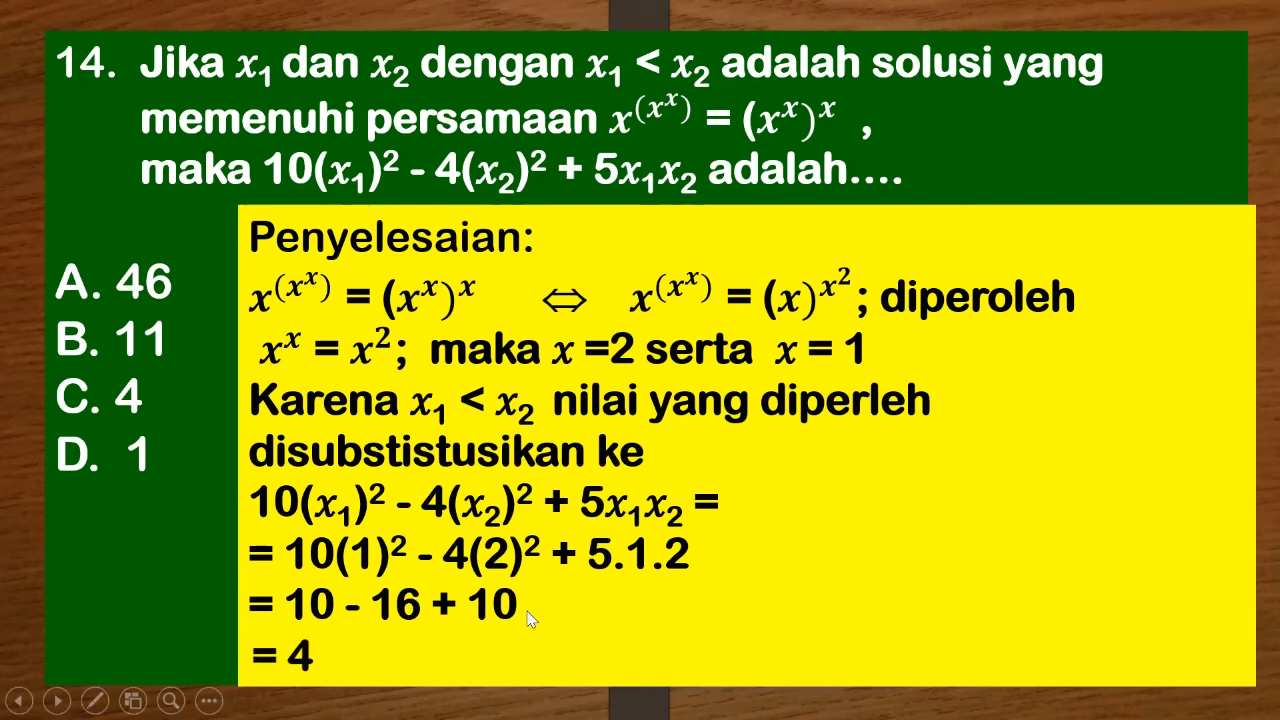 14. Jika x₁ dan x₂ dengan x₁ < x₂ adalah solusi yang
memenuhi persamaan x^(x^x) = (x^x)^x ,
maka 10(x₁)² - 4(x₂)² + 5x₁x₂ adalah....
A. 46
B. 11
C. 4
D. 1
Penyelesaian:
x^(x^x) = (x^x)^x ⇔ x^(x^x) = (x)^x²; diperoleh
x^x = x²; maka x =2 serta x = 1
Karena x₁ < x₂ nilai yang diperleh
disubstistusikan ke
10(x₁)² - 4(x₂)² + 5x₁x₂ =
= 10(1)² - 4(2)² + 5.1.2
= 10 - 16 + 10
= 4